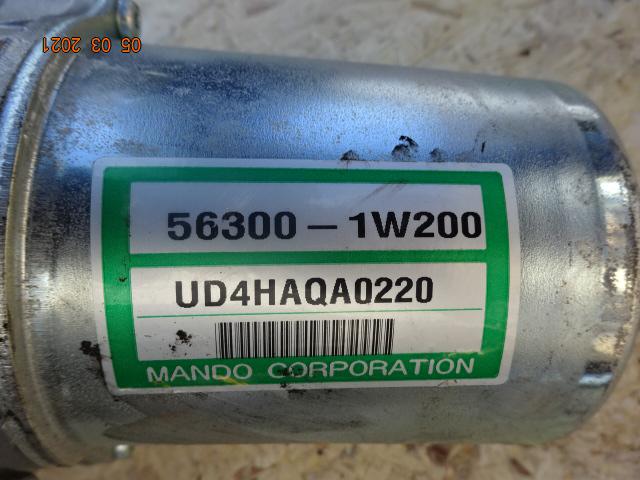 05 03 2021
56300-1W200
UD4HAQA0220
MANDO CORPORATION